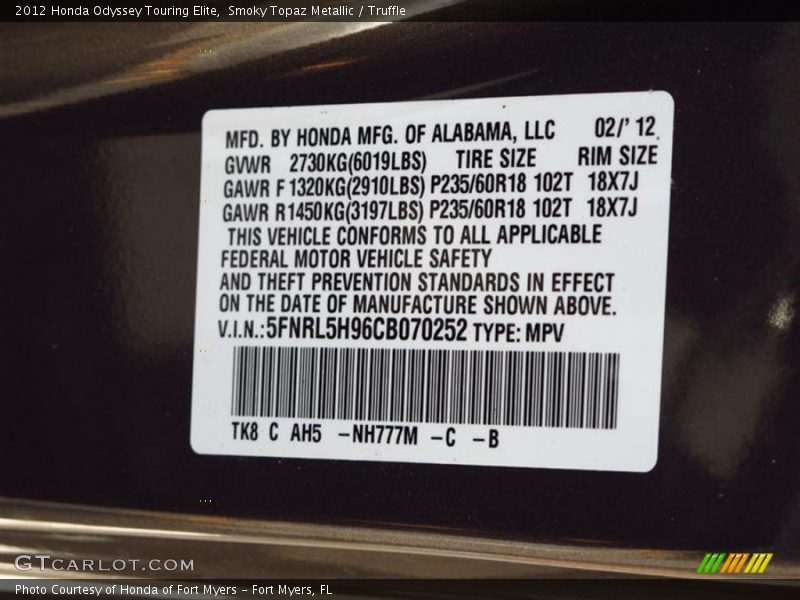 2012 Honda Odyssey Touring Elite,  Smoky Topaz Metallic / Truffle
MFD. BY HONDA MFG. OF ALABAMA, LLC 02/' 12
GVWR 2730KG(6019LBS) TIRE SIZE RIM SIZE
GAWR F 1320KG(2910LBS) P235/60R18 102T 18X7J
GAWR R1450KG(3197LBS) P235/60R18 102T 18X7J
THIS VEHICLE CONFORMS TO ALL APPLICABLE
FEDERAL MOTOR VEHICLE SAFETY
AND THEFT PREVENTION STANDARDS IN EFFECT
ON THE DATE OF MANUFACTURE SHOWN ABOVE.
V.I.N.:5FNRL5H96CB070252 TYPE: MPV
TK8 C AH5 -NH777M -C -B
GTCARLOT.COM
Photo Courtesy of Honda of Fort Myers - Fort Myers, FL